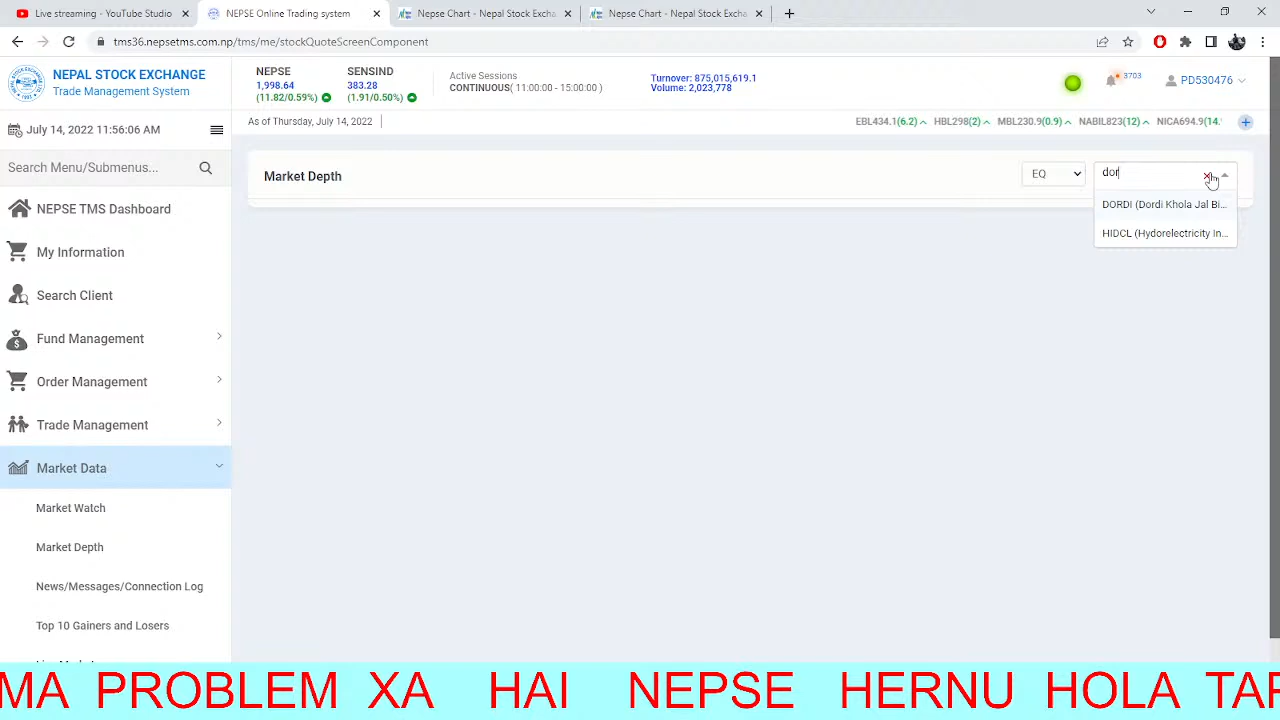 Live streaming - YouTube Studio
NEPSE Online Trading system
Nepse Chart - Nepal Stock Excha
Nepse Chart - Nepal Stock Excha
tms36.nepsetms.com.np/tms/me/stockQuoteScreenComponent
NEPAL STOCK EXCHANGE
Trade Management System
NEPSE
1,998.64
(11.82/0.59%)
SENSIND
383.28
(1.91/0.50%)
Active Sessions
CONTINUOUS( 11:00:00 - 15:00:00 )
Turnover: 875,015,619.1
Volume: 2,023,778
3703
PD530476
July 14, 2022 11:56:06 AM
As of Thursday, July 14, 2022
EBL434.1(6.2) HBL298(2) MBL230.9(0.9) NABIL823(12) NICA694.9(14.
Search Menu/Submenus...
Market Depth
EQ
dor
DORDI (Dordi Khola Jal Bi...
HIDCL (Hydorelectricity In...
NEPSE TMS Dashboard
My Information
Search Client
Fund Management
Order Management
Trade Management
Market Data
Market Watch
Market Depth
News/Messages/Connection Log
Top 10 Gainers and Losers
MA PROBLEM XA HAI NEPSE HERNU HOLA TAP